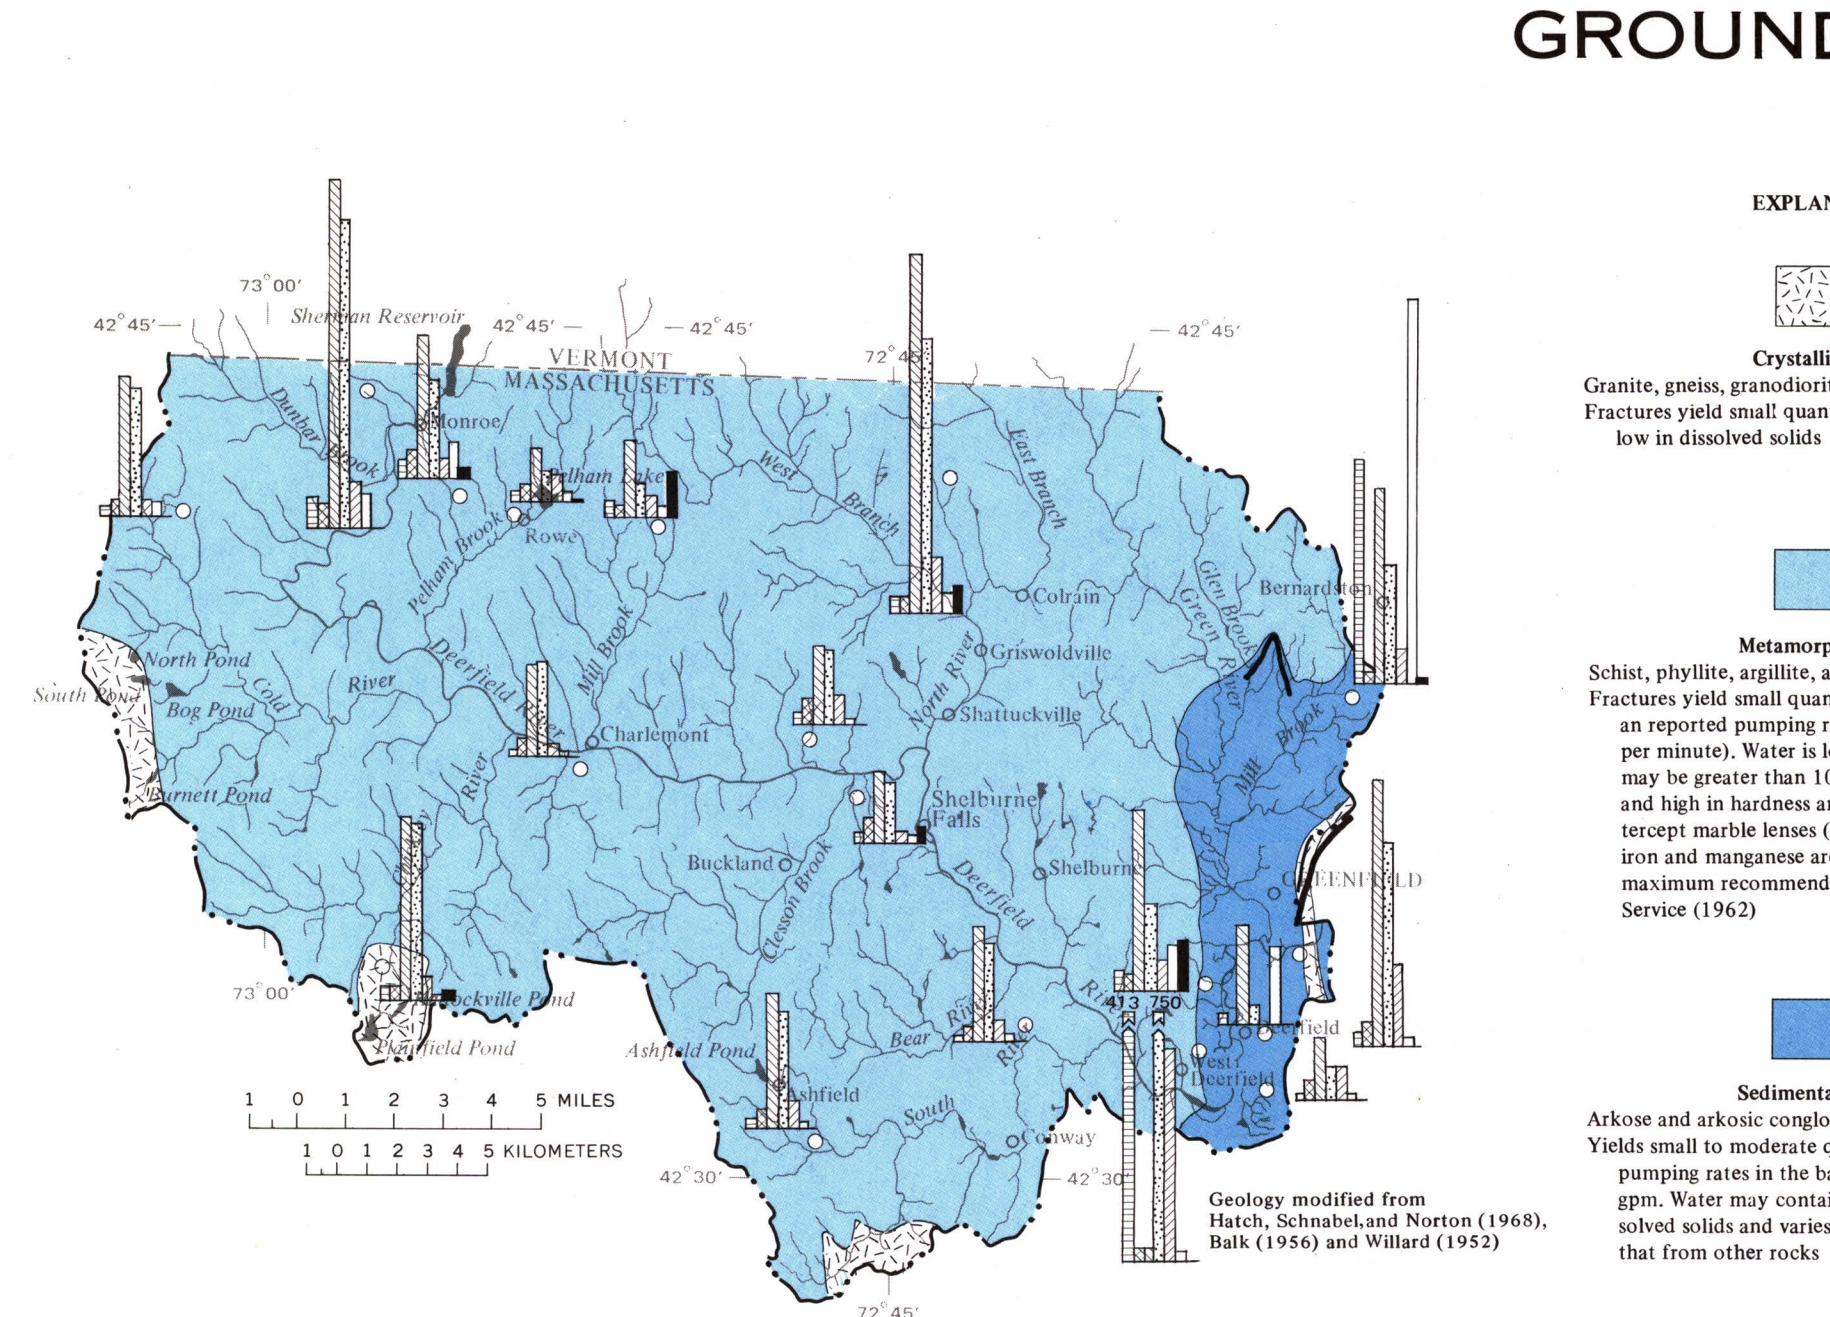 GROUND
EXPLAN
73°00′
Sherman Reservoir
42°45′
42°45′
42°45′
42°45′
VERMONT
MASSACHUSETTS
72°45
Dunbar Brook
Monroe
Pelham Lake
Rowe
Pelham Brook
West Branch
East Branch
Colrain
Glen Brook
Green River
Bernardston
Griswoldville
North River
Shattuckville
North Pond
South Pond
Bog Pond
Cold River
Deerfield River
Mill Brook
Charlemont
River
Burnett Pond
Mill Brook
Shelburne
Falls
Buckland
Clesson Brook
Shelburne
Deerfield
River
GREENFIELD
73°00′
Plainfield Pond
Ashfield Pond
Ashfield
Bear River
River
South
Conway
413 750
Deerfield
West
Deerfield
1 0 1 2 3 4 5 MILES
1 0 1 2 3 4 5 KILOMETERS
42°30′
42°30′
72°45′
Geology modified from
Hatch, Schnabel,and Norton (1968),
Balk (1956) and Willard (1952)
Crystalli
Granite, gneiss, granodiorit
Fractures yield small quan
low in dissolved solids
Metamorp
Schist, phyllite, argillite, a
Fractures yield small quan
an reported pumping r
per minute). Water is l
may be greater than 10
and high in hardness a
tercept marble lenses (
iron and manganese ar
maximum recommend
Service (1962)
Sedimenta
Arkose and arkosic conglo
Yields small to moderate q
pumping rates in the ba
gpm. Water may contai
solved solids and varies
that from other rocks